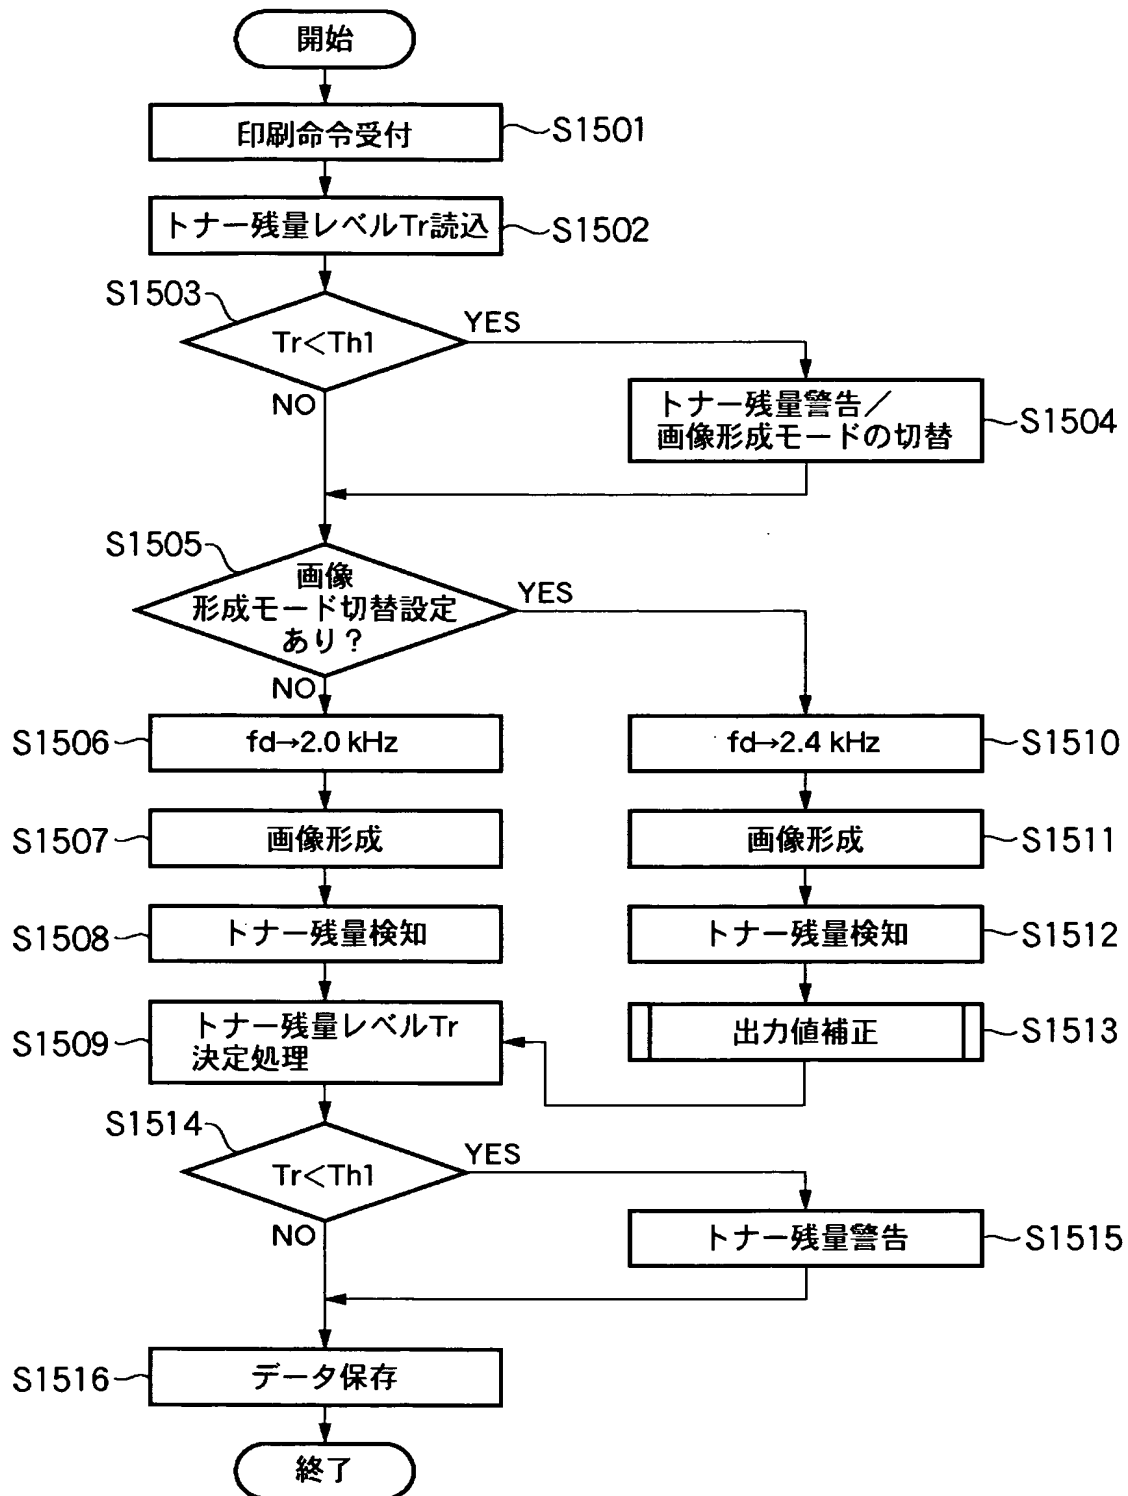 開始
印刷命令受付
S1501
トナー残量レベルTr読込
S1502
S1503
Tr<Th1
YES
NO
トナー残量警告／
画像形成モードの切替
S1504
S1505
画像
形成モード切替設定
あり？
YES
NO
S1506
fd→2.0 kHz
fd→2.4 kHz
S1510
S1507
画像形成
画像形成
S1511
S1508
トナー残量検知
トナー残量検知
S1512
S1509
トナー残量レベルTr
決定処理
出力値補正
S1513
S1514
Tr<Th1
YES
NO
トナー残量警告
S1515
S1516
データ保存
終了